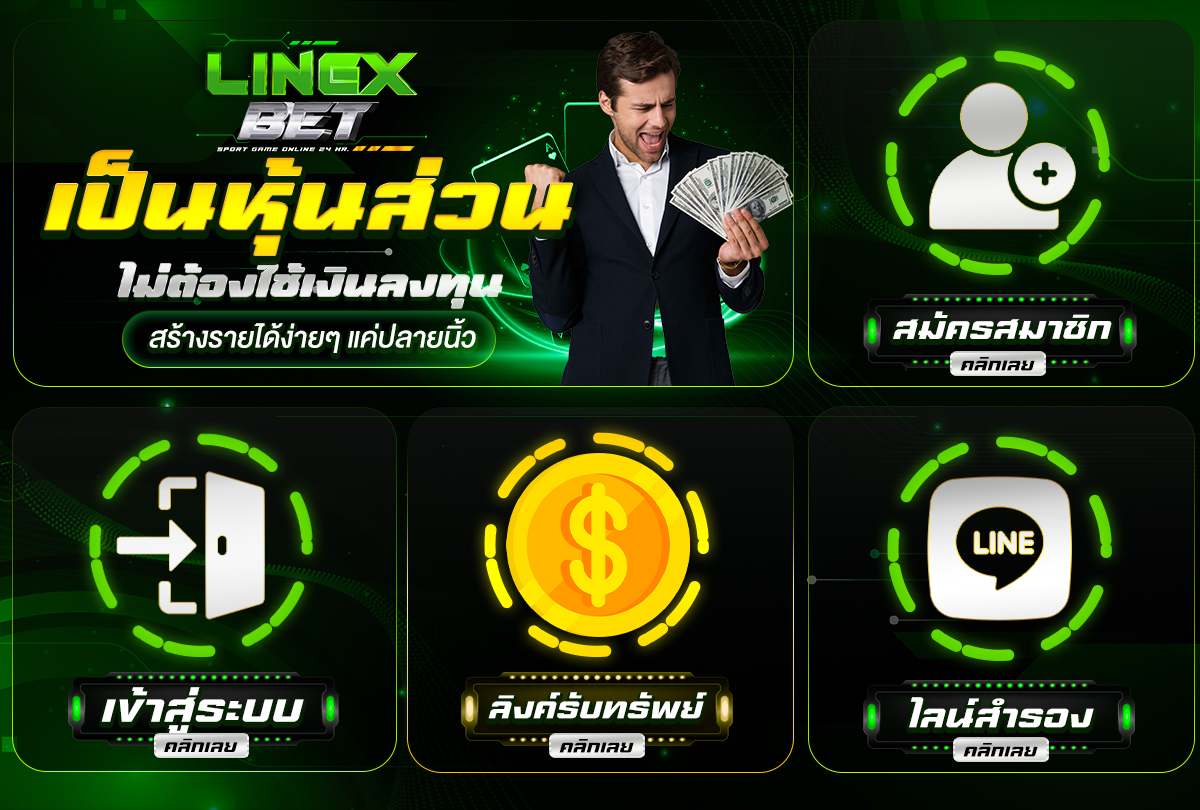 LINEX
BET
SPORT GAME ONLINE 24 HR.
เป็นหุ้นส่วน
ไม่ต้องใช้เงินลงทุน
สร้างรายได้ง่ายๆ แค่ปลายนิ้ว
A
สมัครสมาชิก
คลิกเลย
เข้าสู่ระบบ
คลิกเลย
ลิงค์รับทรัพย์
คลิกเลย
LINE
ไลน์สำรอง
คลิกเลย